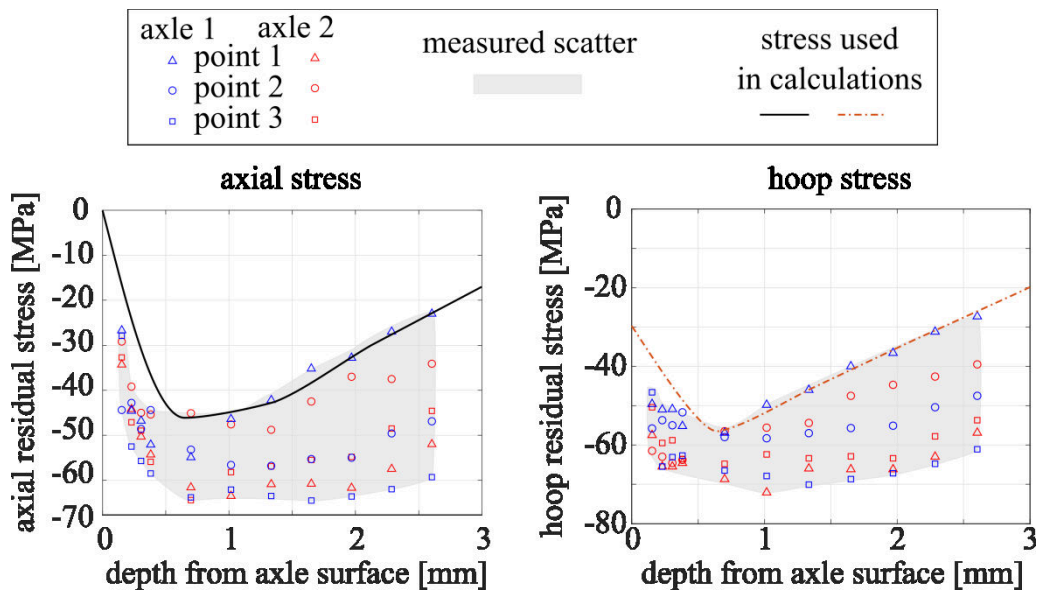 axle 1 axle 2
point 1
point 2
point 3
measured scatter
stress used
in calculations
axial stress
axial residual stress [MPa]
0
-10
-20
-30
-40
-50
-60
-70
0 1 2 3
depth from axle surface [mm]
hoop stress
hoop residual stress [MPa]
0
-20
-40
-60
-80
0 1 2 3
depth from axle surface [mm]